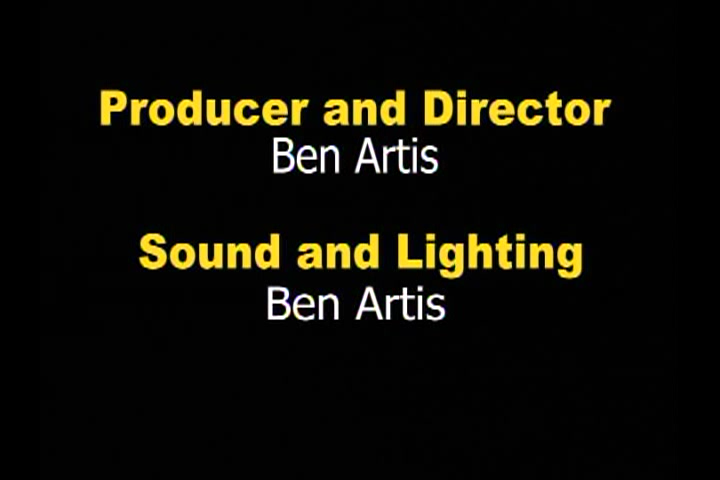 Producer and Director
Ben Artis
Sound and Lighting
Ben Artis